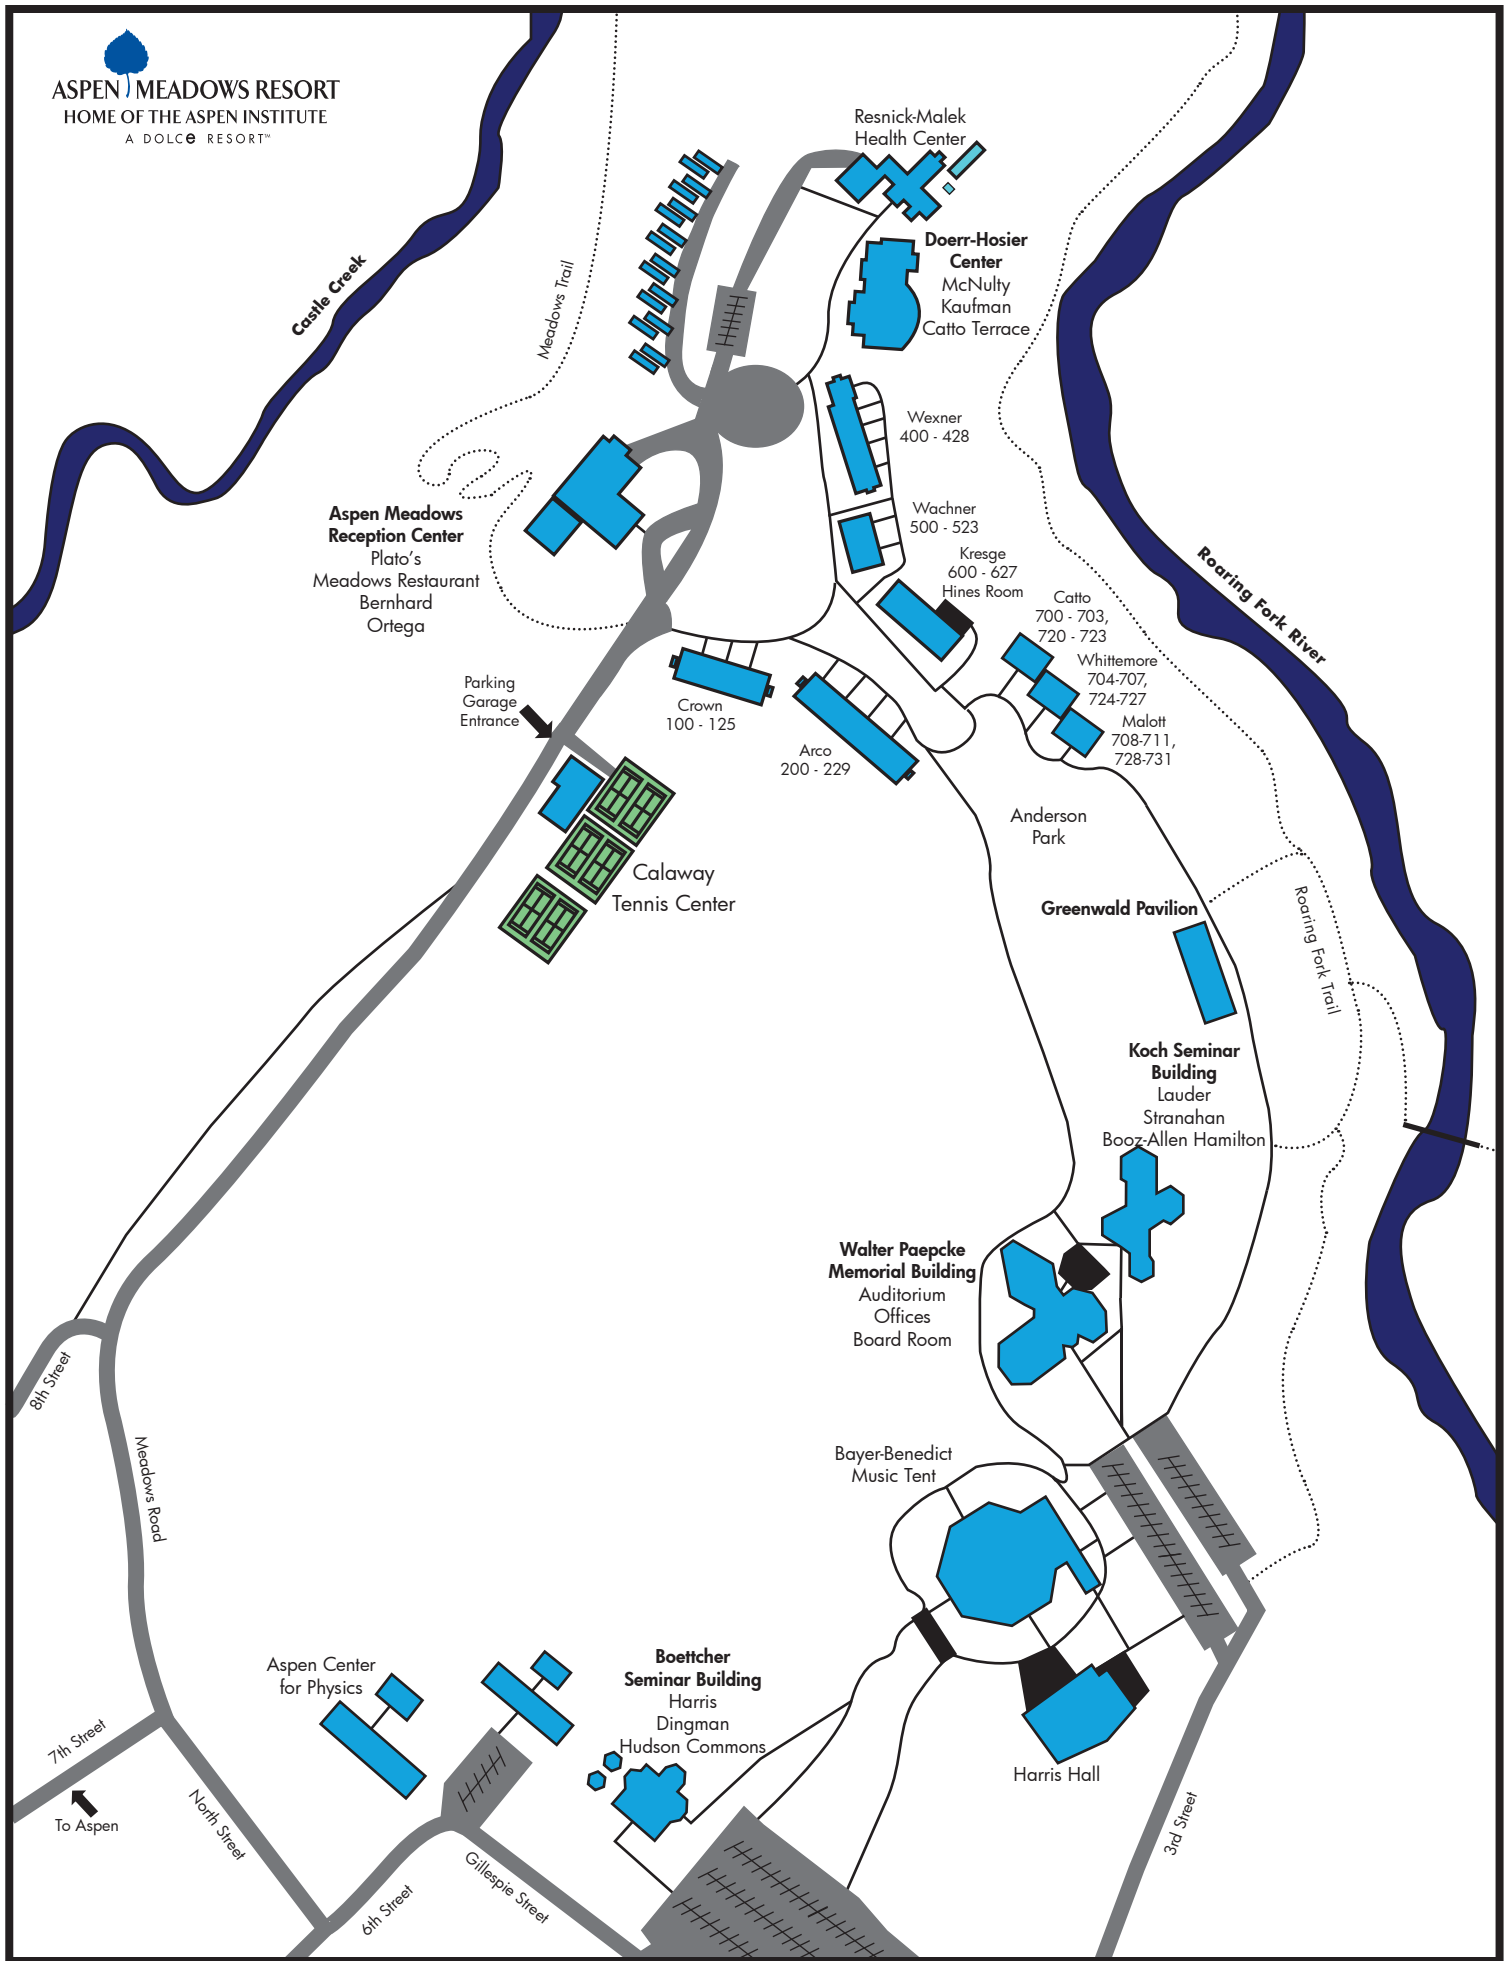 ASPEN MEADOWS RESORT
HOME OF THE ASPEN INSTITUTE
A DOLCE RESORT™
Resnick-Malek
Health Center
Doerr-Hosier
Center
McNulty
Kaufman
Catto Terrace
Castle Creek
Meadows Trail
Wexner
400 - 428
Aspen Meadows
Reception Center
Plato's
Meadows Restaurant
Bernhard
Ortega
Wachner
500 - 523
Kresge
600 - 627
Hines Room
Roaring Fork River
Catto
700 - 703,
720 - 723
Whittemore
704-707,
724-727
Malott
708-711,
728-731
Parking
Garage
Entrance
Crown
100 - 125
Arco
200 - 229
Anderson
Park
Calaway
Tennis Center
Greenwald Pavilion
Roaring Fork Trail
Koch Seminar
Building
Lauder
Stranahan
Booz-Allen Hamilton
Walter Paepcke
Memorial Building
Auditorium
Offices
Board Room
8th Street
Meadows Road
Bayer-Benedict
Music Tent
Aspen Center
for Physics
Boettcher
Seminar Building
Harris
Dingman
Hudson Commons
Harris Hall
7th Street
To Aspen
North Street
6th Street
Gillespie Street
3rd Street